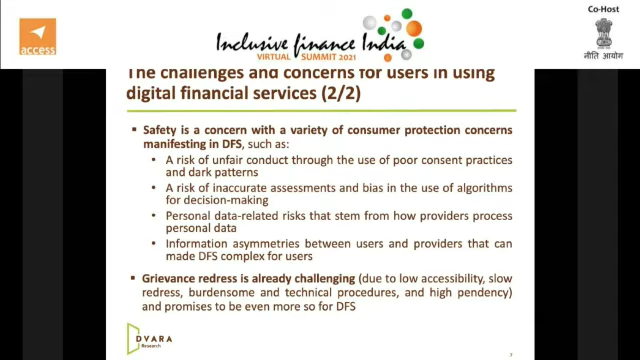 Co-Host
access
Inclusive finance India
VIRTUAL SUMMIT 2021
नीति आयोग
The challenges and concerns for users in using
digital financial services (2/2)
▪ Safety is a concern with a variety of consumer protection concerns
manifesting in DFS, such as:
• A risk of unfair conduct through the use of poor consent practices
and dark patterns
• A risk of inaccurate assessments and bias in the use of algorithms
for decision-making
• Personal data-related risks that stem from how providers process
personal data
• Information asymmetries between users and providers that can
made DFS complex for users
▪ Grievance redress is already challenging (due to low accessibility, slow
redress, burdensome and technical procedures, and high pendency)
and promises to be even more so for DFS
DVARA
Research
7